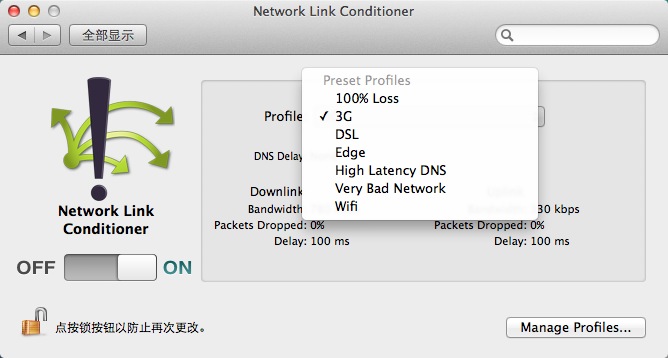 Network Link Conditioner
全部显示
Preset Profiles
100% Loss
Profile
✓ 3G
DSL
DNS Delay
Edge
High Latency DNS
Downlink
Very Bad Network
Bandwidth
Wifi
30 kbps
Packets Dropped: 0%
Packets Dropped: 0%
Delay: 100 ms
Delay: 100 ms
Network Link
Conditioner
OFF
ON
点按锁按钮以防止再次更改。
Manage Profiles...